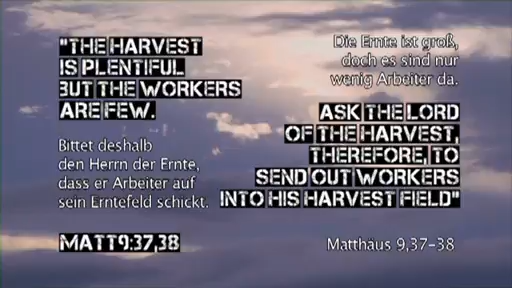 "THE HARVEST
IS PLENTIFUL
BUT THE WORKERS
ARE FEW.
Die Ernte ist groß,
doch es sind nur
wenig Arbeiter da.
ASK THE LORD
OF THE HARVEST,
THEREFORE, TO
SEND OUT WORKERS
INTO HIS HARVEST FIELD"
Bittet deshalb
den Herrn der Ernte,
dass er Arbeiter auf
sein Erntefeld schickt.
MATT9:37,38
Matthäus 9,37-38